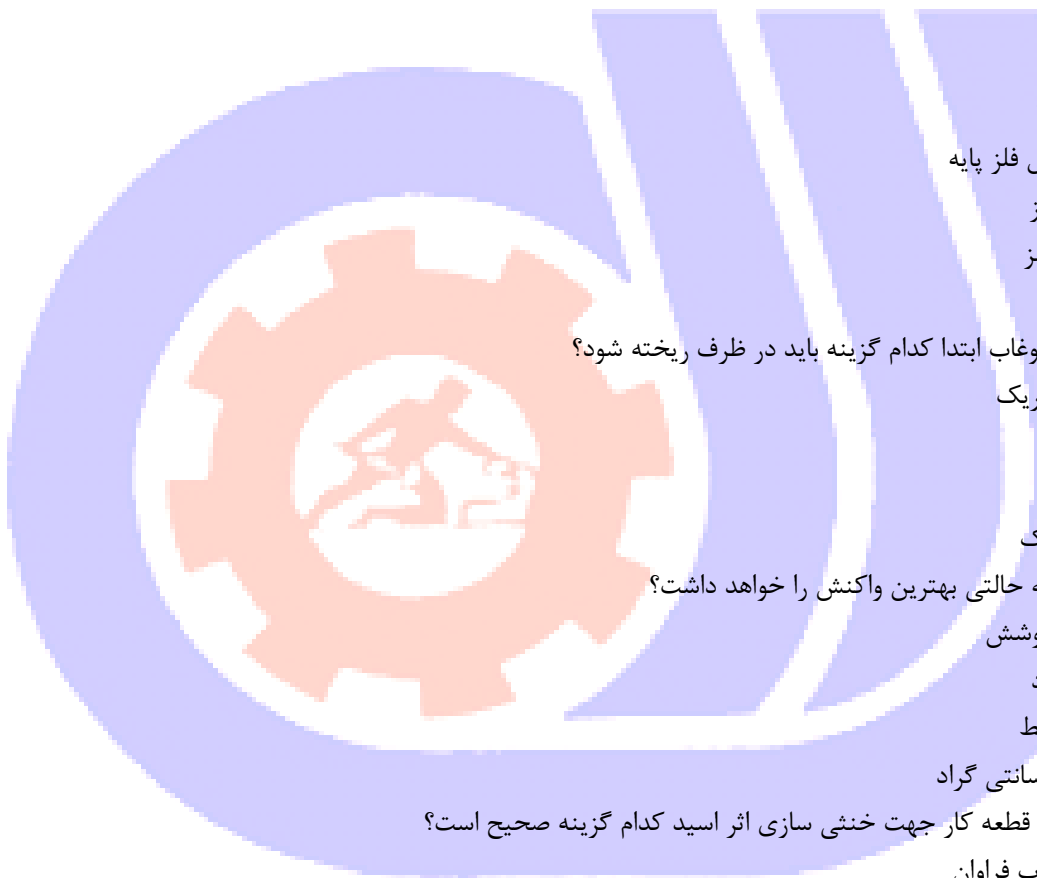 فلز پایه
وغاب ابتدا کدام گزینه باید در ظرف ریخته شود؟
ریک
ک
ه حالتی بهترین واکنش را خواهد داشت؟
وشش
د
ط
سانتی گراد
قطعه کار جهت خنثی سازی اثر اسید کدام گزینه صحیح است؟
ب فراوان